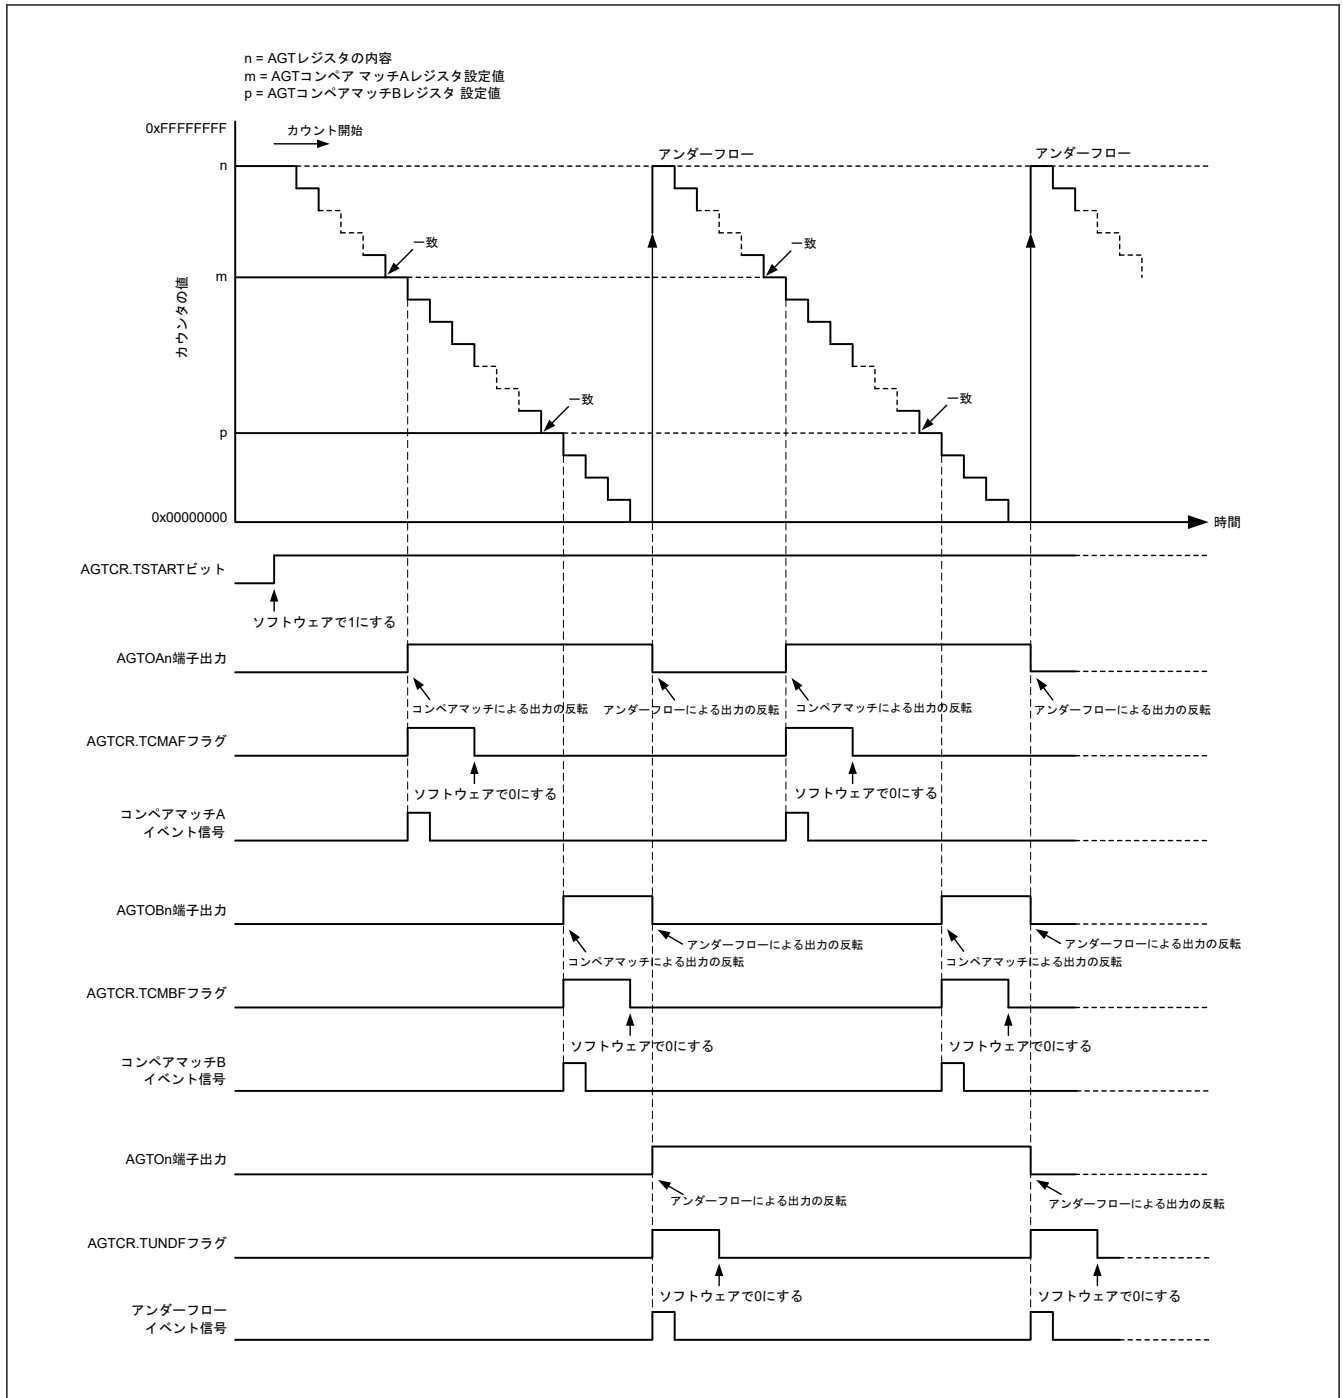 n = AGTレジスタの内容
m = AGTコンペア マッチAレジスタ設定値
p = AGTコンペアマッチBレジスタ 設定値
0xFFFFFFFF
カウント開始
n
アンダーフロー
アンダーフロー
一致
一致
m
カウンタの値
一致
一致
p
0x00000000
時間
AGTCR.TSTARTビット
ソフトウェアで1にする
AGTOAn端子出力
コンペアマッチによる出力の反転
アンダーフローによる出力の反転
コンペアマッチによる出力の反転
アンダーフローによる出力の反転
AGTCR.TCMAFフラグ
ソフトウェアで0にする
ソフトウェアで0にする
コンペアマッチA
イベント信号
AGTOBn端子出力
アンダーフローによる出力の反転
アンダーフローによる出力の反転
コンペアマッチによる出力の反転
コンペアマッチによる出力の反転
AGTCR.TCMBFフラグ
ソフトウェアで0にする
ソフトウェアで0にする
コンペアマッチB
イベント信号
AGTOn端子出力
アンダーフローによる出力の反転
アンダーフローによる出力の反転
AGTCR.TUNDFフラグ
ソフトウェアで0にする
ソフトウェアで0にする
アンダーフロー
イベント信号